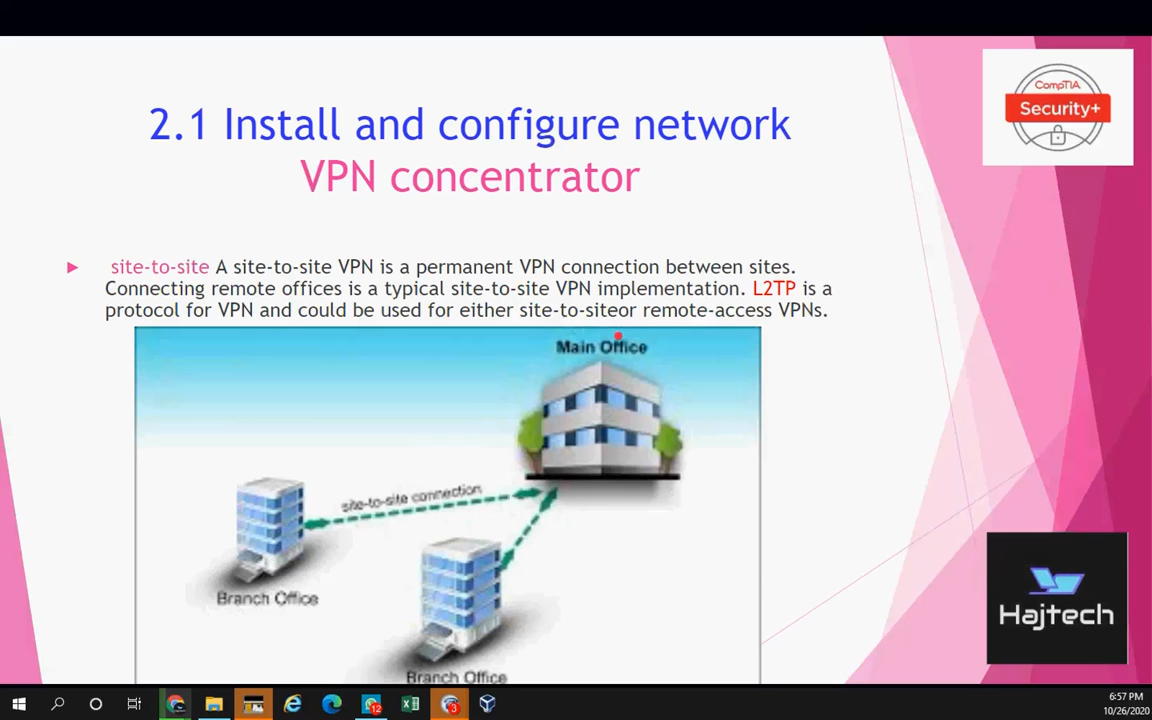 2.1 Install and configure network
VPN concentrator
CompTIA
Security+
site-to-site A site-to-site VPN is a permanent VPN connection between sites.
Connecting remote offices is a typical site-to-site VPN implementation. L2TP is a
protocol for VPN and could be used for either site-to-siteor remote-access VPNs.
Main Office
site-to-site connection
Branch Office
Branch Office
Hajtech
12
3
6:57 PM
10/26/2020